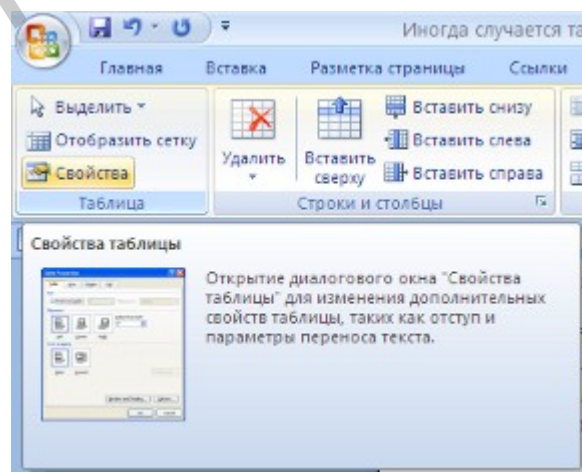 Иногда случается та
Главная Вставка Разметка страницы Ссылки
Выделить
Отобразить сетку
Свойства
Таблица
Удалить
Вставить сверху
Вставить снизу
Вставить слева
Вставить справа
Строки и столбцы
Свойства таблицы
Открытие диалогового окна "Свойства
таблицы" для изменения дополнительных
свойств таблицы, таких как отступ и
параметры переноса текста.